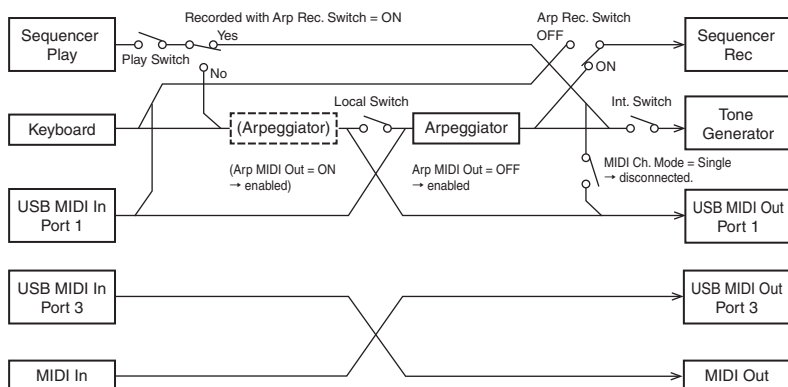 Recorded with Arp Rec. Switch = ON
Arp Rec. Switch
Sequencer
Play
Play Switch
Yes
No
OFF
ON
Sequencer
Rec
Keyboard
(Arpeggiator)
Local Switch
Arpeggiator
Int. Switch
Tone
Generator
(Arp MIDI Out = ON
→ enabled)
Arp MIDI Out = OFF
→ enabled
MIDI Ch. Mode = Single
→ disconnected.
USB MIDI In
Port 1
USB MIDI Out
Port 1
USB MIDI In
Port 3
USB MIDI Out
Port 3
MIDI In
MIDI Out